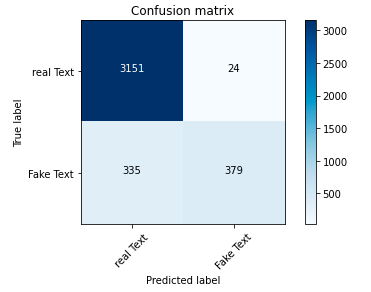 Confusion matrix
real Text
3151
24
Fake Text
335
379
real Text
Fake Text
True label
Predicted label
3000
2500
2000
1500
1000
500